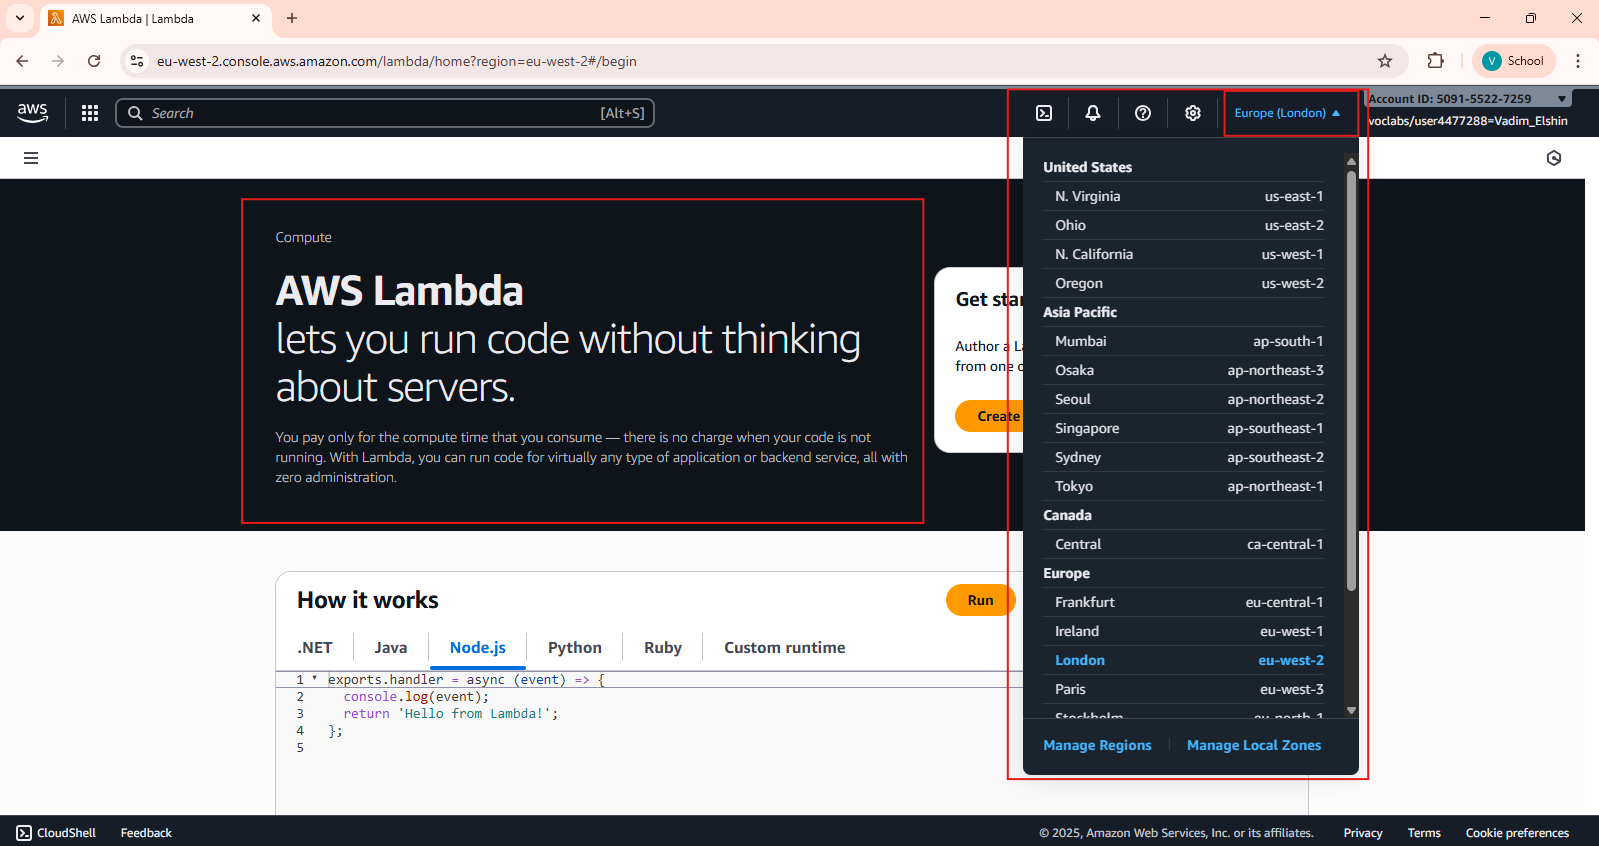 AWS Lambda | Lambda
eu-west-2.console.aws.amazon.com/lambda/home?region=eu-west-2#/begin
V School
aws
Search [Alt+S]
Europe (London)
Account ID: 5091-5522-7259
voclabs/user4477288=Vadim_Elshin
Compute
AWS Lambda
lets you run code without thinking
about servers.
You pay only for the compute time that you consume — there is no charge when your code is not
running. With Lambda, you can run code for virtually any type of application or backend service, all with
zero administration.
Get star
Author a L
from one o
Create
United States
N. Virginia us-east-1
Ohio us-east-2
N. California us-west-1
Oregon us-west-2
Asia Pacific
Mumbai ap-south-1
Osaka ap-northeast-3
Seoul ap-northeast-2
Singapore ap-southeast-1
Sydney ap-southeast-2
Tokyo ap-northeast-1
Canada
Central ca-central-1
Europe
Frankfurt eu-central-1
Ireland eu-west-1
London eu-west-2
Paris eu-west-3
Stockholm eu-north-1
Manage Regions Manage Local Zones
How it works
Run
.NET Java Node.js Python Ruby Custom runtime
1 exports.handler = async (event) => {
2 console.log(event);
3 return 'Hello from Lambda!';
4 };
5
CloudShell Feedback © 2025, Amazon Web Services, Inc. or its affiliates. Privacy Terms Cookie preferences